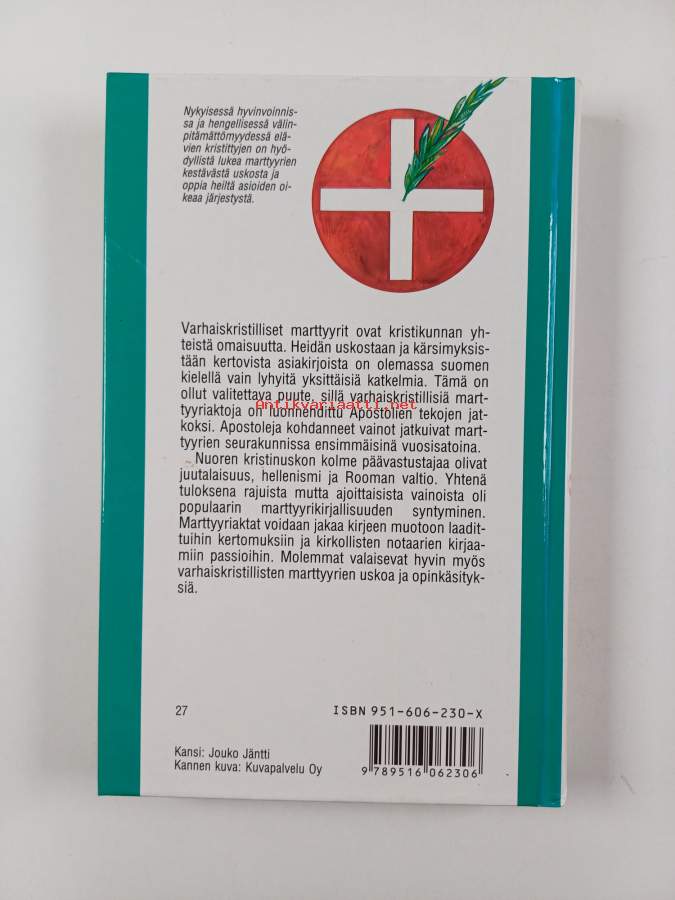 Nykyisessä hyvinvoinnis-
sa ja hengellisessä välin-
pitämättömyydessä elä-
vien kristittyjen on hyö-
dyllistä lukea marttyyrien
kestävästä uskosta ja
oppia heiltä asioiden oi-
keaa järjestystä.
Varhaiskristilliset marttyyrit ovat kristikunnan yh-
teistä omaisuutta. Heidän uskostaan ja kärsimyksis-
tään kertovista asiakirjoista on olemassa suomen
kielellä vain lyhyitä yksittäisiä katkelmia. Tämä on
ollut valitettava puute, sillä varhaiskristillisiä mart-
Antikvariaatti.net
tyyriaktoja on luonnehdittu Apostolien tekojen jat-
koksi. Apostoleja kohdanneet vainot jatkuivat mart-
tyyrien seurakunnissa ensimmäisinä vuosisatoina.
Nuoren kristinuskon kolme päävastustajaa olivat
juutalaisuus, hellenismi ja Rooman valtio. Yhtenä
tuloksena rajuista mutta ajoittaisista vainoista oli
populaarin marttyyrikirjallisuuden syntyminen.
Marttyyriaktat voidaan jakaa kirjeen muotoon laadit-
tuihin kertomuksiin ja kirkollisten notaarien kirjaa-
miin passioihin. Molemmat valaisevat hyvin myös
varhaiskristillisten marttyyrien uskoa ja opinkäsityk-
siä.
27
ISBN 951-606-230-X
Kansi: Jouko Jäntti
Kannen kuva: Kuvapalvelu Oy
9 789516 062306